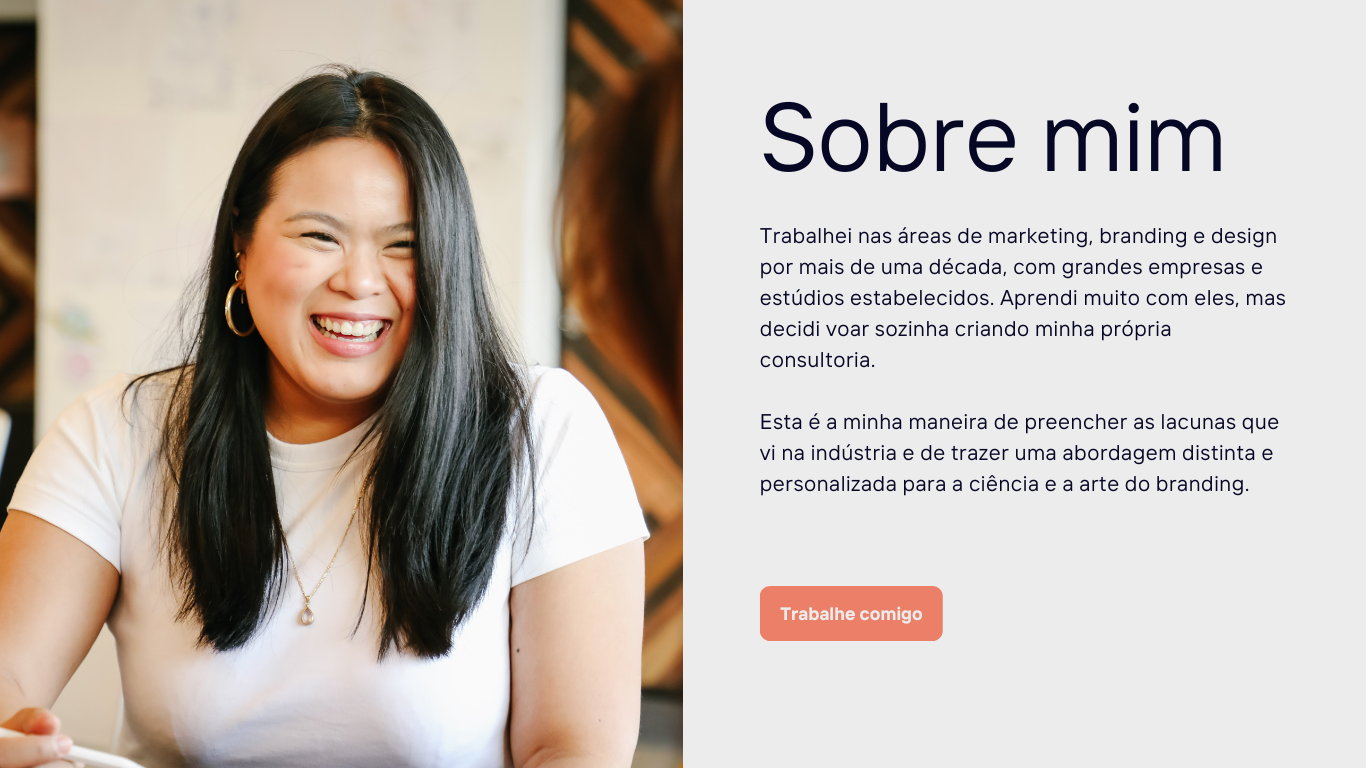 Sobre mim
Trabalhei nas áreas de marketing, branding e design
por mais de uma década, com grandes empresas e
estúdios estabelecidos. Aprendi muito com eles, mas
decidi voar sozinha criando minha própria
consultoria.
Esta é a minha maneira de preencher as lacunas que
vi na indústria e de trazer uma abordagem distinta e
personalizada para a ciência e a arte do branding.
Trabalhe comigo